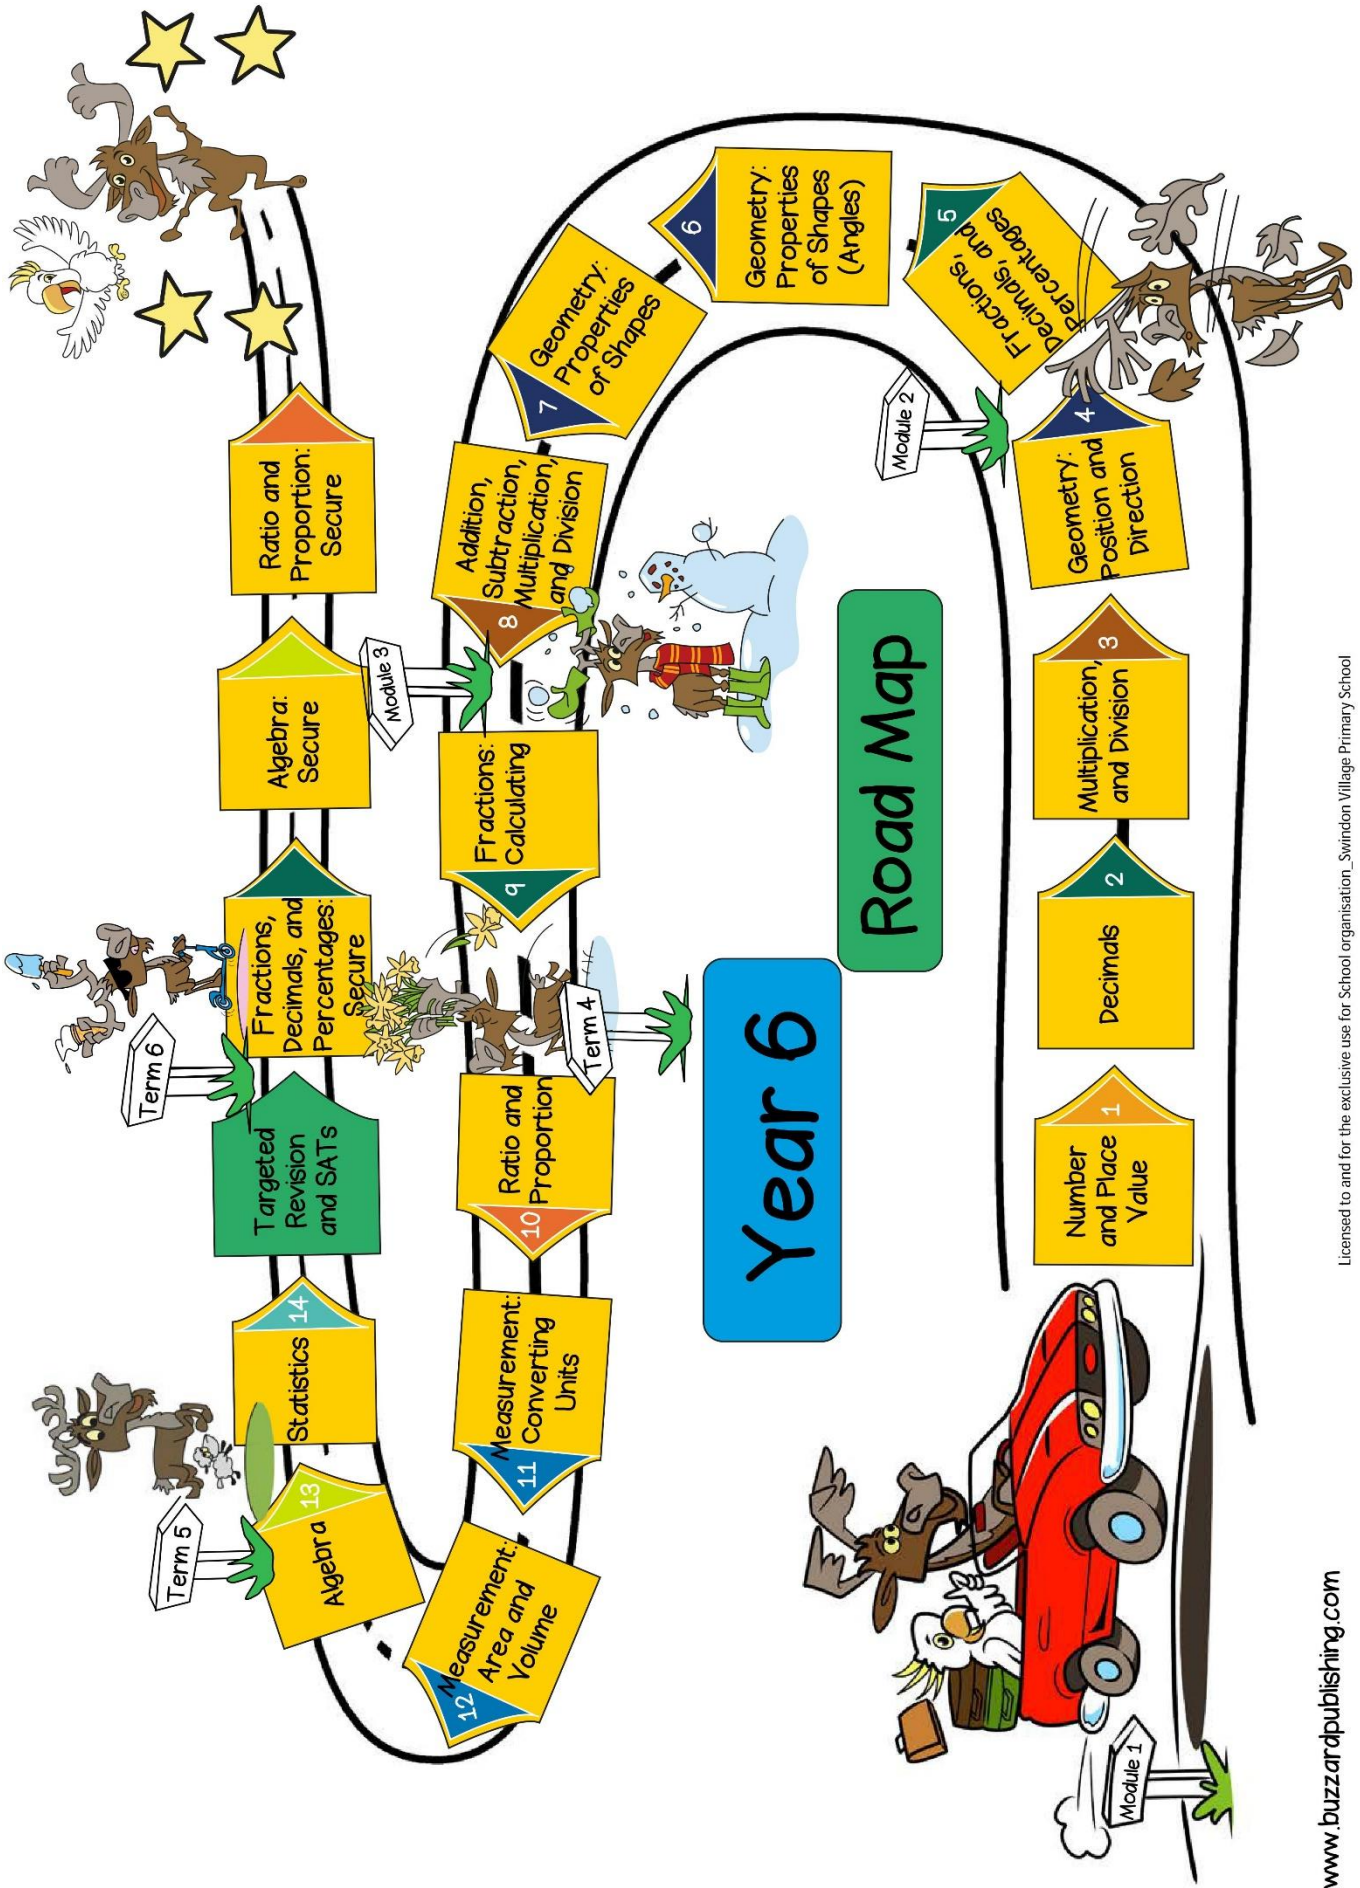 Year 6
Road Map
Module 1
1
Number
and Place
Value
2
Decimals
3
Multiplication,
and Division
4
Geometry:
Position and
Direction
Module 2
5
Fractions,
Decimals, and
Percentages
6
Geometry:
Properties
of Shapes
(Angles)
7
Geometry:
Properties
of Shapes
8
Addition,
Subtraction,
Multiplication,
and Division
Module 3
9
Fractions:
Calculating
Term 4
10
Ratio and
Proportion
11
Measurement:
Converting
Units
12
Measurement:
Area and
Volume
Term 5
13
Algebra
14
Statistics
Targeted
Revision
and SATs
Term 6
Fractions,
Decimals, and
Percentages:
Secure
Algebra:
Secure
Ratio and
Proportion:
Secure
www.buzzardpublishing.com
Licensed to and for the exclusive use for School organisation_Swindon Village Primary School